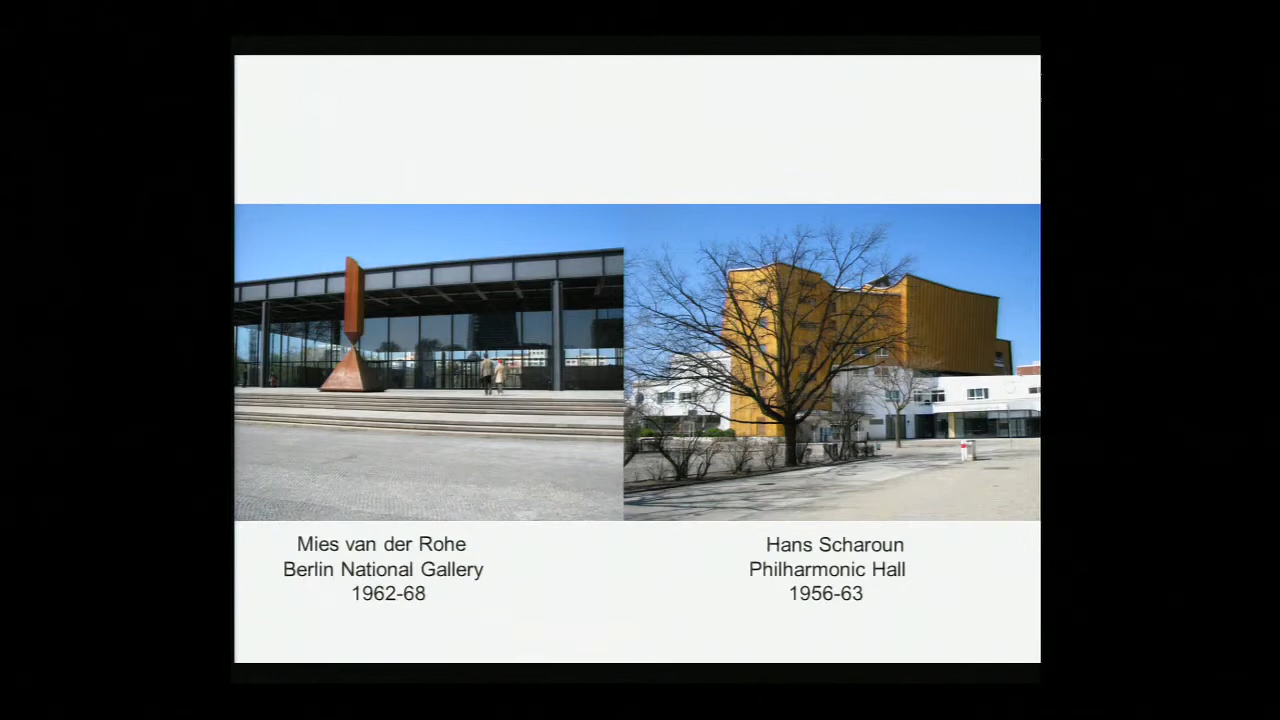 Mies van der Rohe
Berlin National Gallery
1962-68
Hans Scharoun
Philharmonic Hall
1956-63